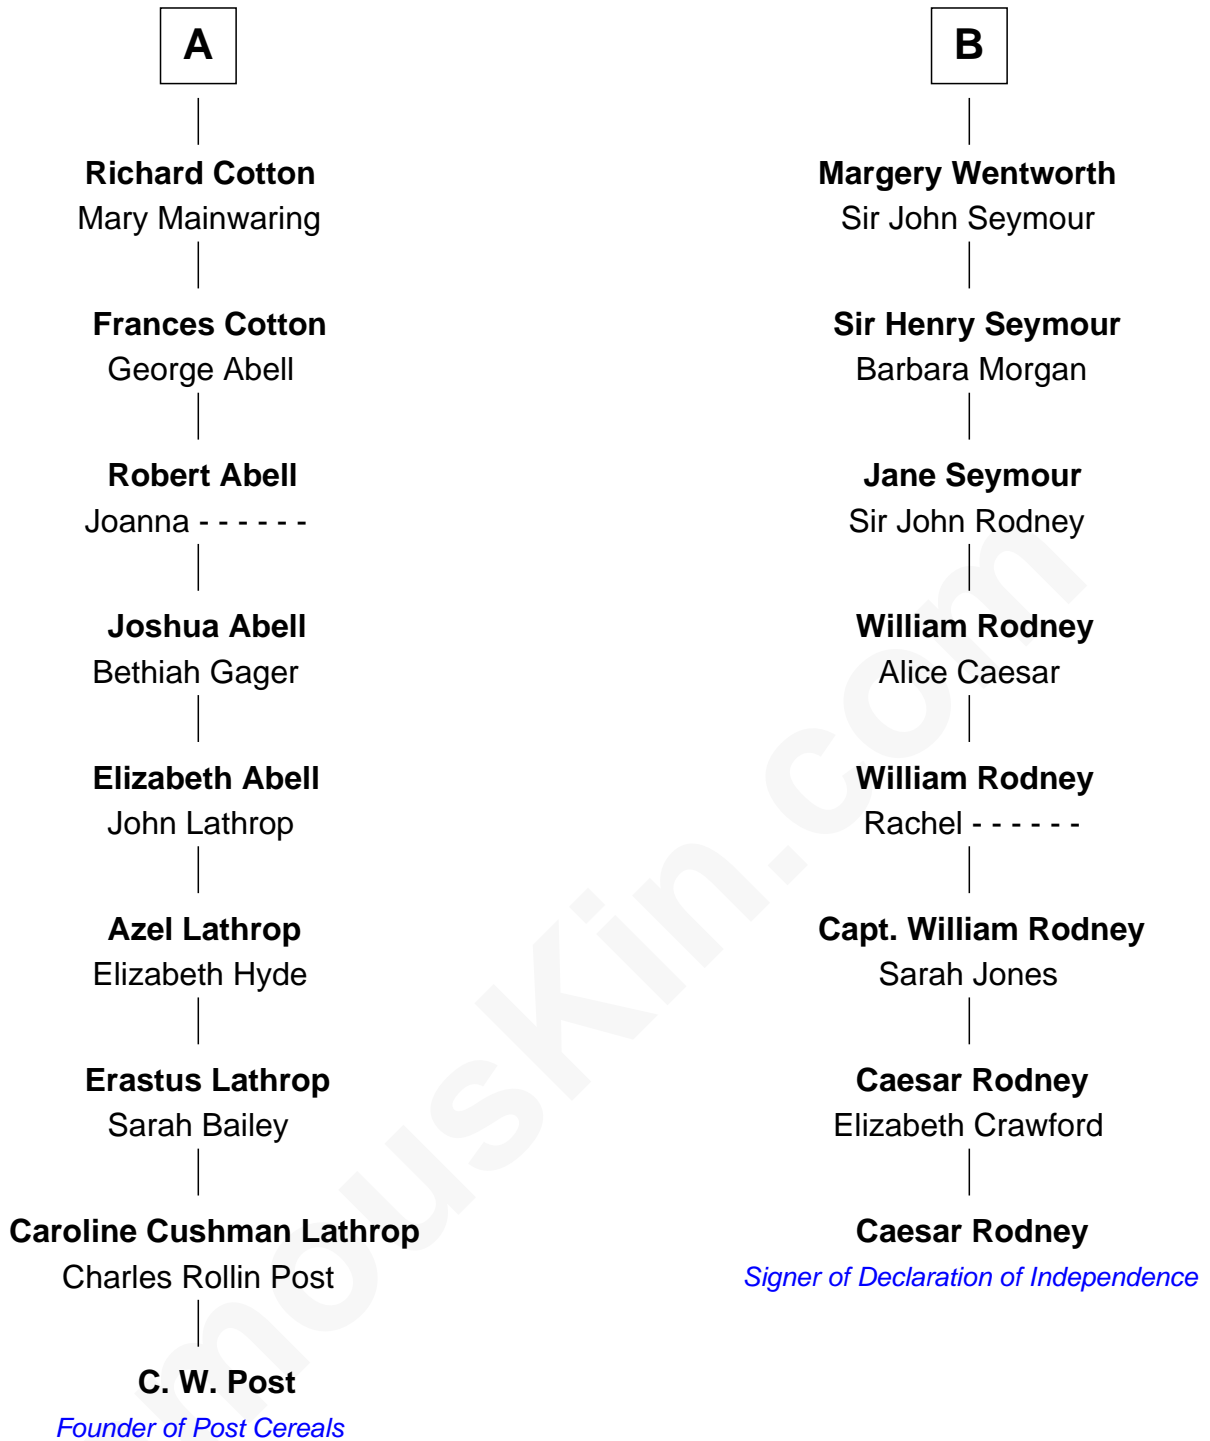 A
Richard Cotton
Mary Mainwaring
Frances Cotton
George Abell
Robert Abell
Joanna - - - - - -
Joshua Abell
Bethiah Gager
Elizabeth Abell
John Lathrop
Azel Lathrop
Elizabeth Hyde
Erastus Lathrop
Sarah Bailey
Caroline Cushman Lathrop
Charles Rollin Post
C. W. Post
Founder of Post Cereals
B
Margery Wentworth
Sir John Seymour
Sir Henry Seymour
Barbara Morgan
Jane Seymour
Sir John Rodney
William Rodney
Alice Caesar
William Rodney
Rachel - - - - - -
Capt. William Rodney
Sarah Jones
Caesar Rodney
Elizabeth Crawford
Caesar Rodney
Signer of Declaration of Independence
mousKin.com